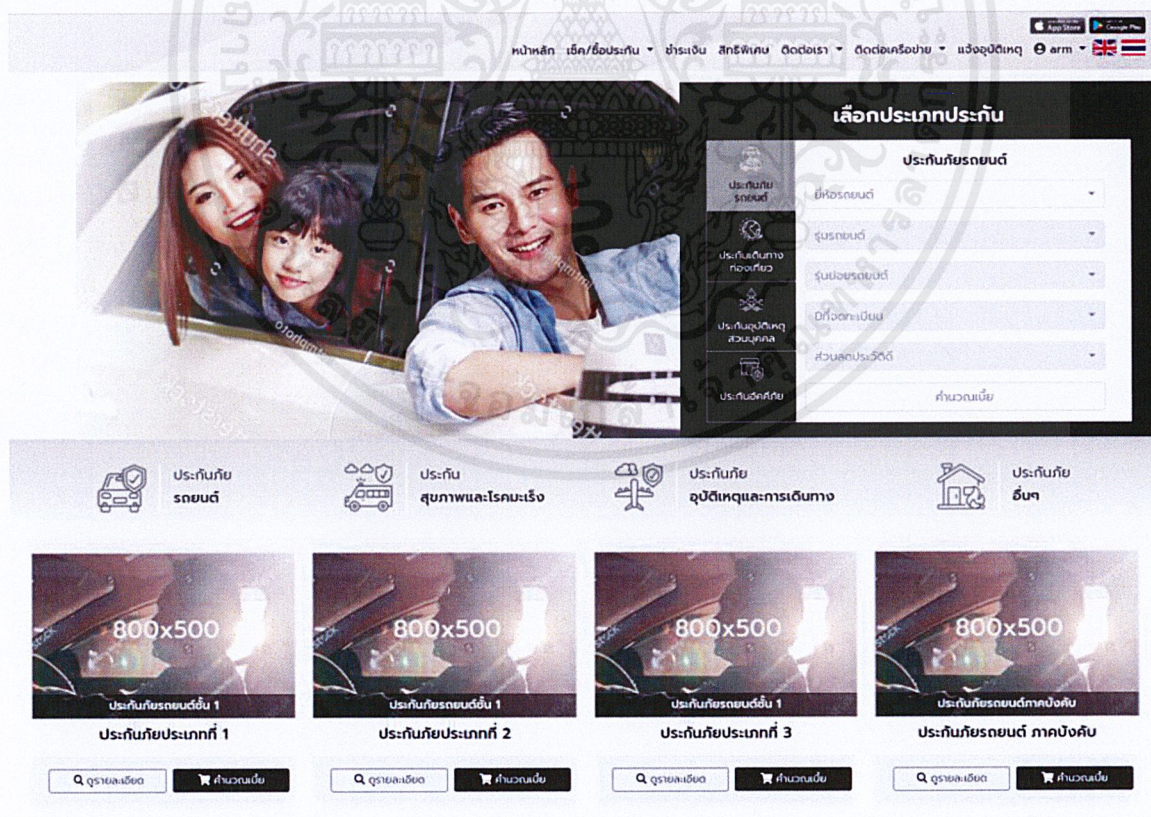 App Store Google Play
หน้าหลัก เช็ค/ซื้อประกัน ชำระเงิน สิทธิพิเศษ ติดต่อเรา ติดต่อเครือข่าย แจ้งอุบัติเหตุ arm
เลือกประเภทประกัน
ประกันภัย
รถยนต์
ประกันเดินทาง
ท่องเที่ยว
ประกันอุบัติเหตุ
ส่วนบุคคล
ประกันอัคคีภัย
ประกันภัยรถยนต์
ยี่ห้อรถยนต์
รุ่นรถยนต์
รุ่นย่อยรถยนต์
ปีที่จดทะเบียน
ส่วนลดประวัติดี
คำนวณเบี้ย
ประกันภัย
รถยนต์
ประกัน
สุขภาพและโรคมะเร็ง
ประกันภัย
อุบัติเหตุและการเดินทาง
ประกันภัย
อื่นๆ
800x500
ประกันภัยรถยนต์ชั้น 1
ประกันภัยประเภทที่ 1
ดูรายละเอียด คำนวณเบี้ย
800x500
ประกันภัยรถยนต์ชั้น 1
ประกันภัยประเภทที่ 2
ดูรายละเอียด คำนวณเบี้ย
800x500
ประกันภัยรถยนต์ชั้น 1
ประกันภัยประเภทที่ 3
ดูรายละเอียด คำนวณเบี้ย
800x500
ประกันภัยรถยนต์ภาคบังคับ
ประกันภัยรถยนต์ ภาคบังคับ
ดูรายละเอียด คำนวณเบี้ย